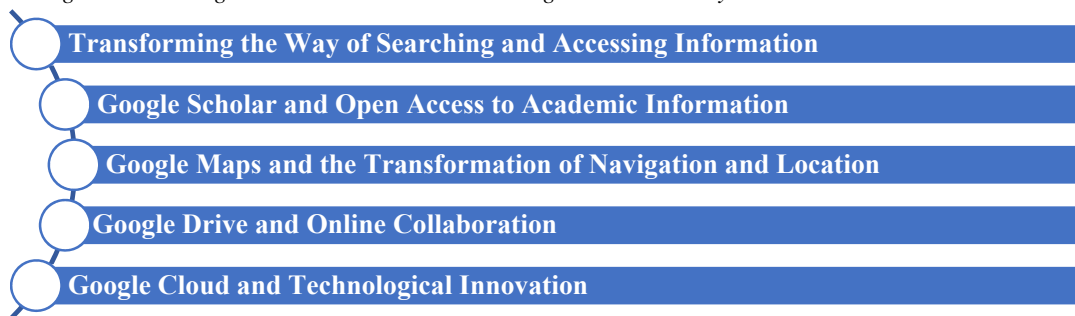 Transforming the Way of Searching and Accessing Information
Google Scholar and Open Access to Academic Information
Google Maps and the Transformation of Navigation and Location
Google Drive and Online Collaboration
Google Cloud and Technological Innovation